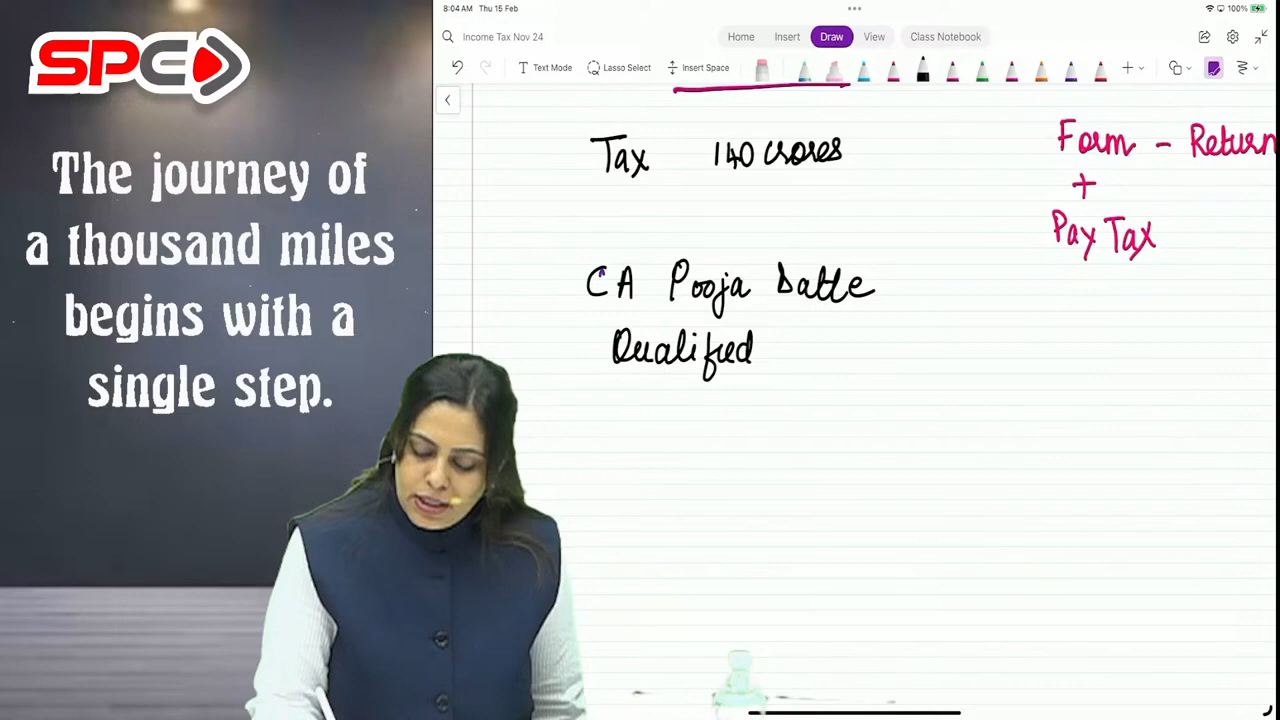 8:04 AM Thu 15 Feb
100%
Income Tax Nov 24
Home Insert Draw View Class Notebook
Text Mode Lasso Select Insert Space
SPC
The journey of
a thousand miles
begins with a
single step.
Tax 140 crores
Form - Return
+
Pay Tax
CA Pooja Datte
Qualified